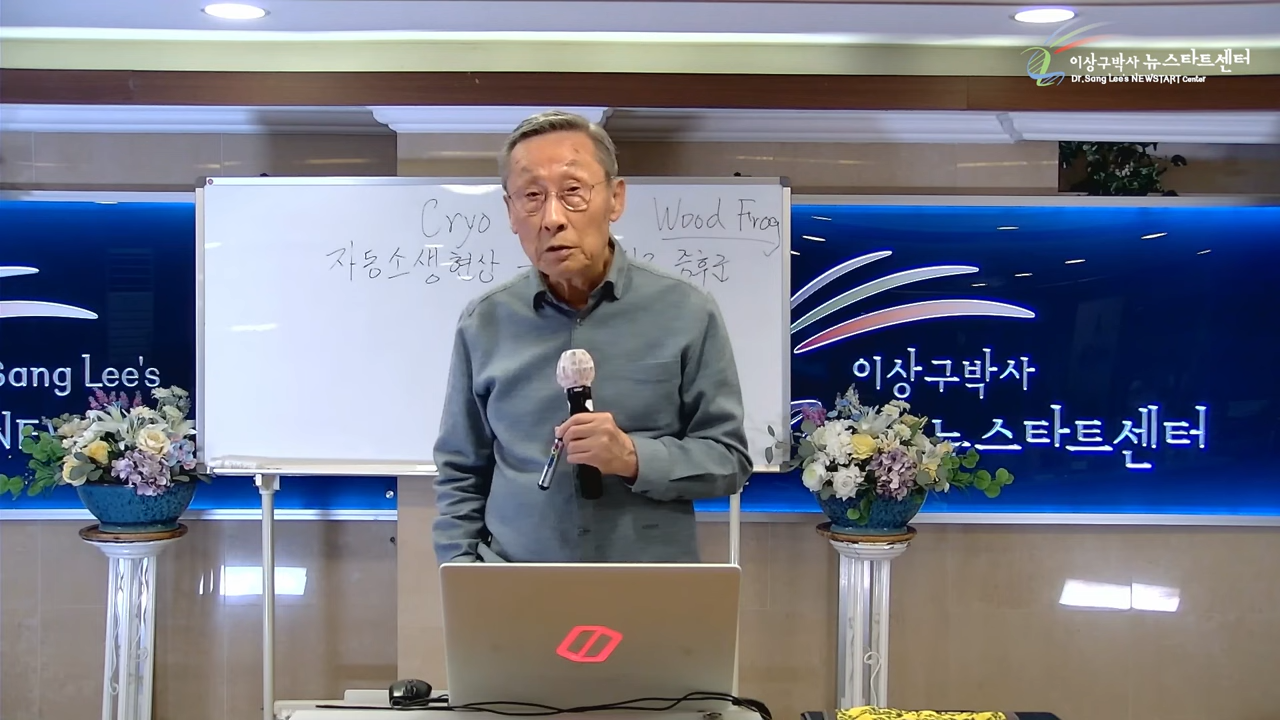 이상구박사 뉴스타트센터
Dr. Sang Lee's NEWSTART Center
Cryo Wood Frog
자동소생현상 증후군
Sang Lee's
NEW
이상구박사
뉴스타트센터